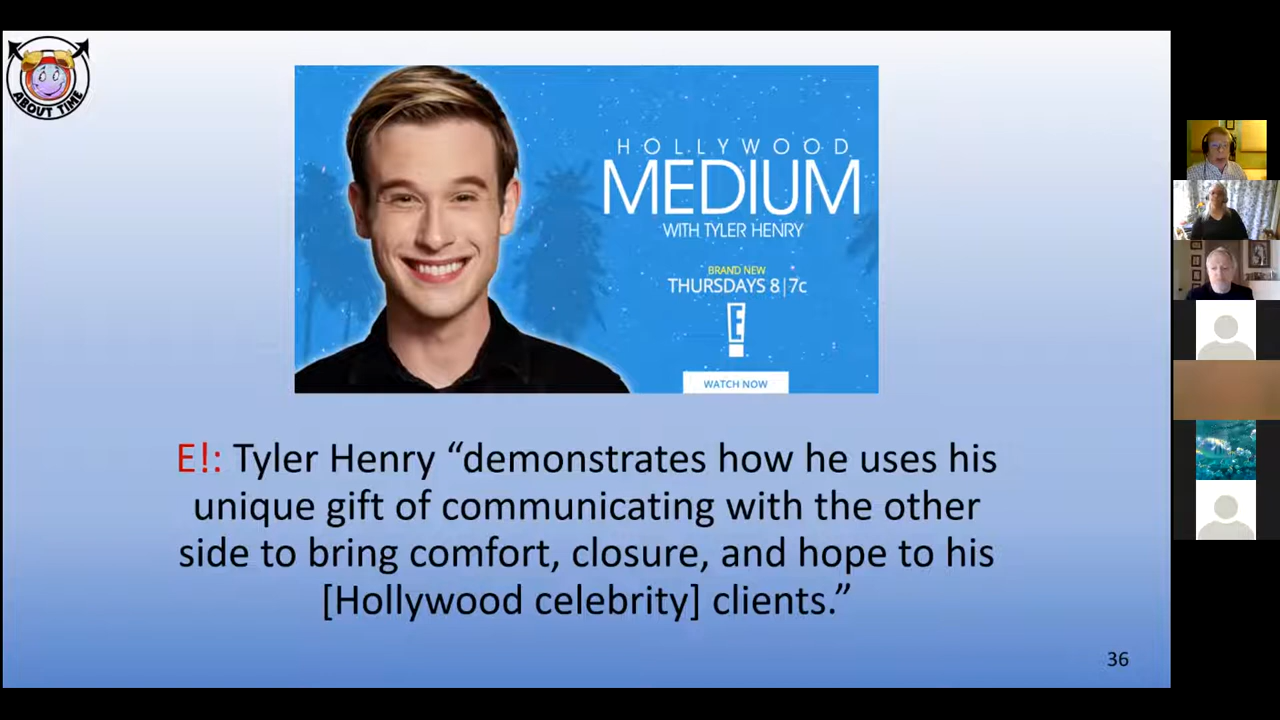 ABOUT TIME
HOLLYWOOD
MEDIUM
WITH TYLER HENRY
BRAND NEW
THURSDAYS 8|7c
E!
WATCH NOW
E!: Tyler Henry “demonstrates how he uses his
unique gift of communicating with the other
side to bring comfort, closure, and hope to his
[Hollywood celebrity] clients.”
36